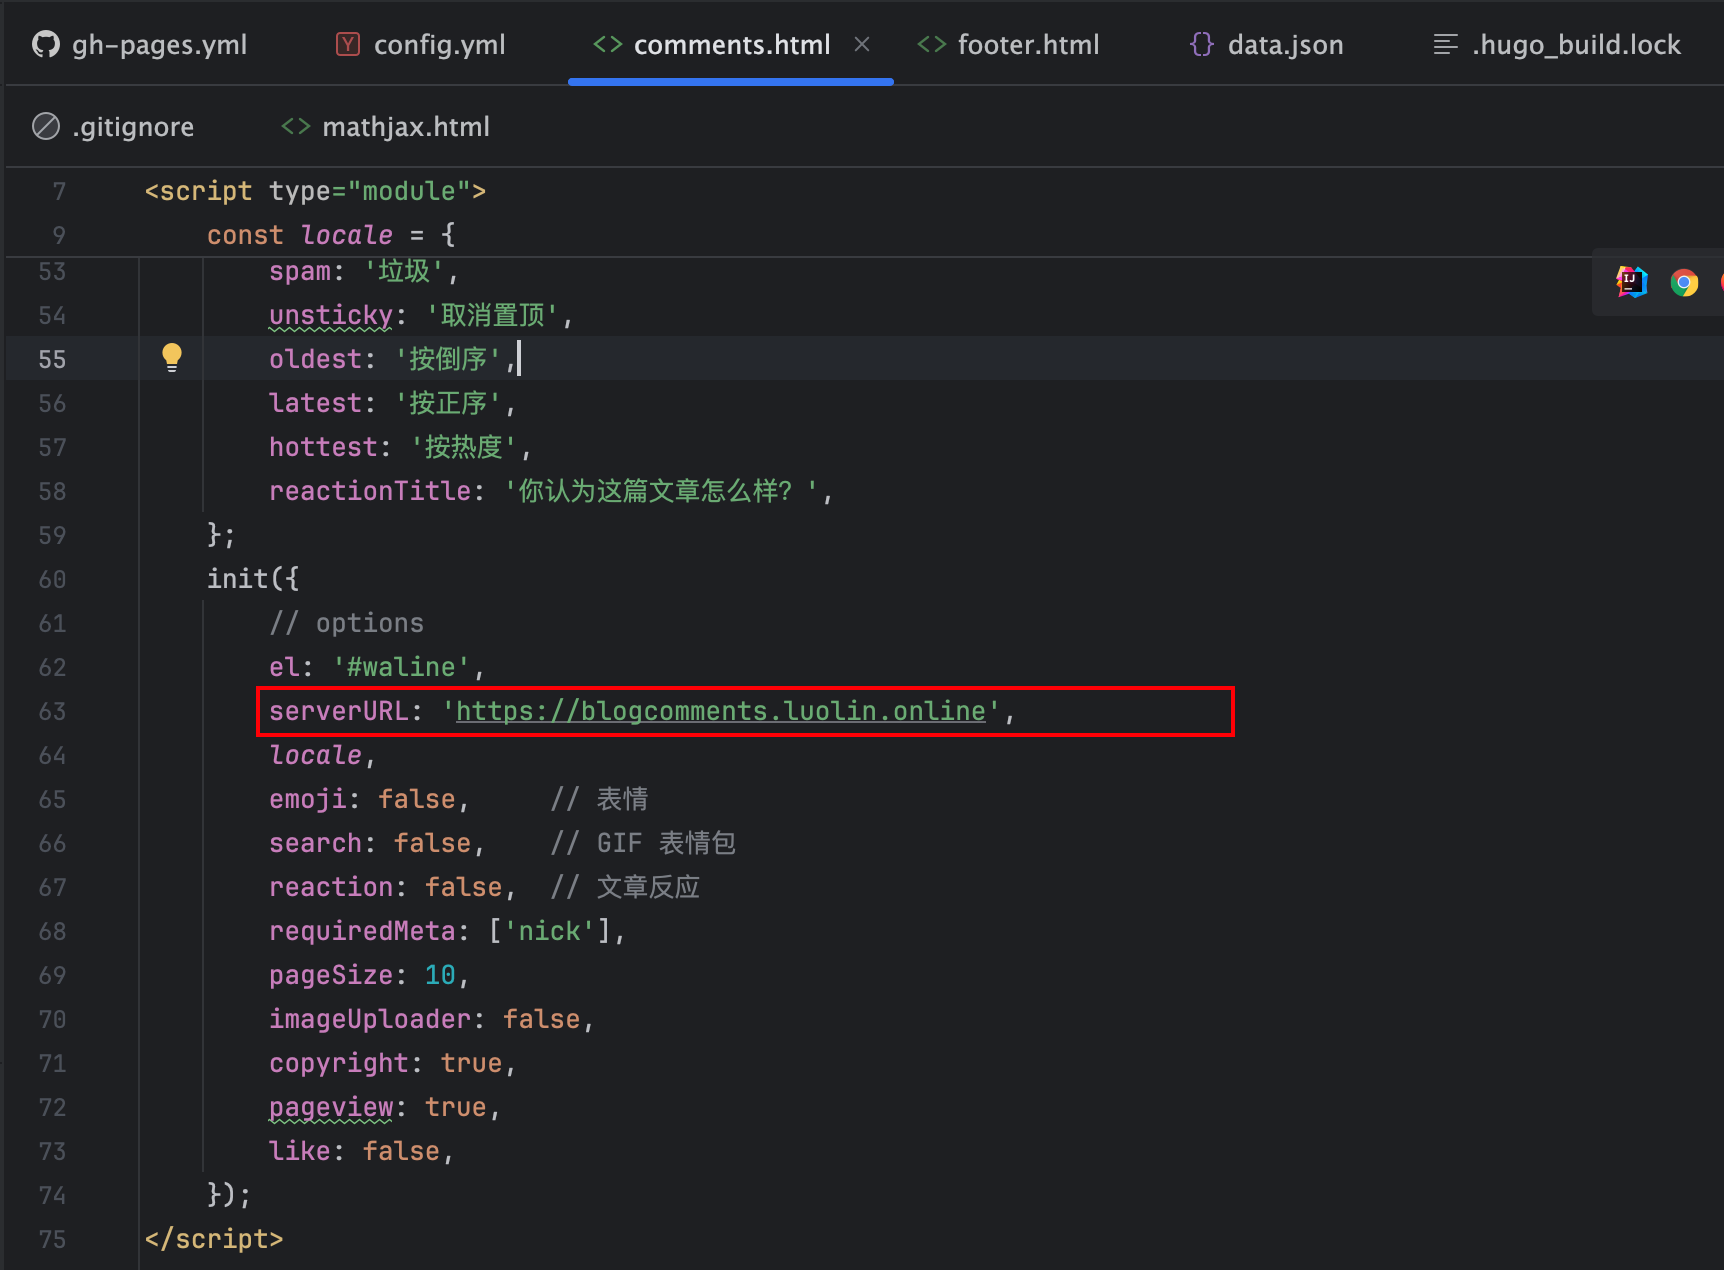 gh-pages.yml config.yml comments.html footer.html data.json .hugo_build.lock
.gitignore mathjax.html
7 <script type="module">
9 const locale = {
53 spam: '垃圾',
54 unsticky: '取消置顶',
55 oldest: '按倒序',
56 latest: '按正序',
57 hottest: '按热度',
58 reactionTitle: '你认为这篇文章怎么样？',
59 };
60 init({
61 // options
62 el: '#waline',
63 serverURL: 'https://blogcomments.luolin.online',
64 locale,
65 emoji: false, // 表情
66 search: false, // GIF 表情包
67 reaction: false, // 文章反应
68 requiredMeta: ['nick'],
69 pageSize: 10,
70 imageUploader: false,
71 copyright: true,
72 pageview: true,
73 like: false,
74 });
75 </script>